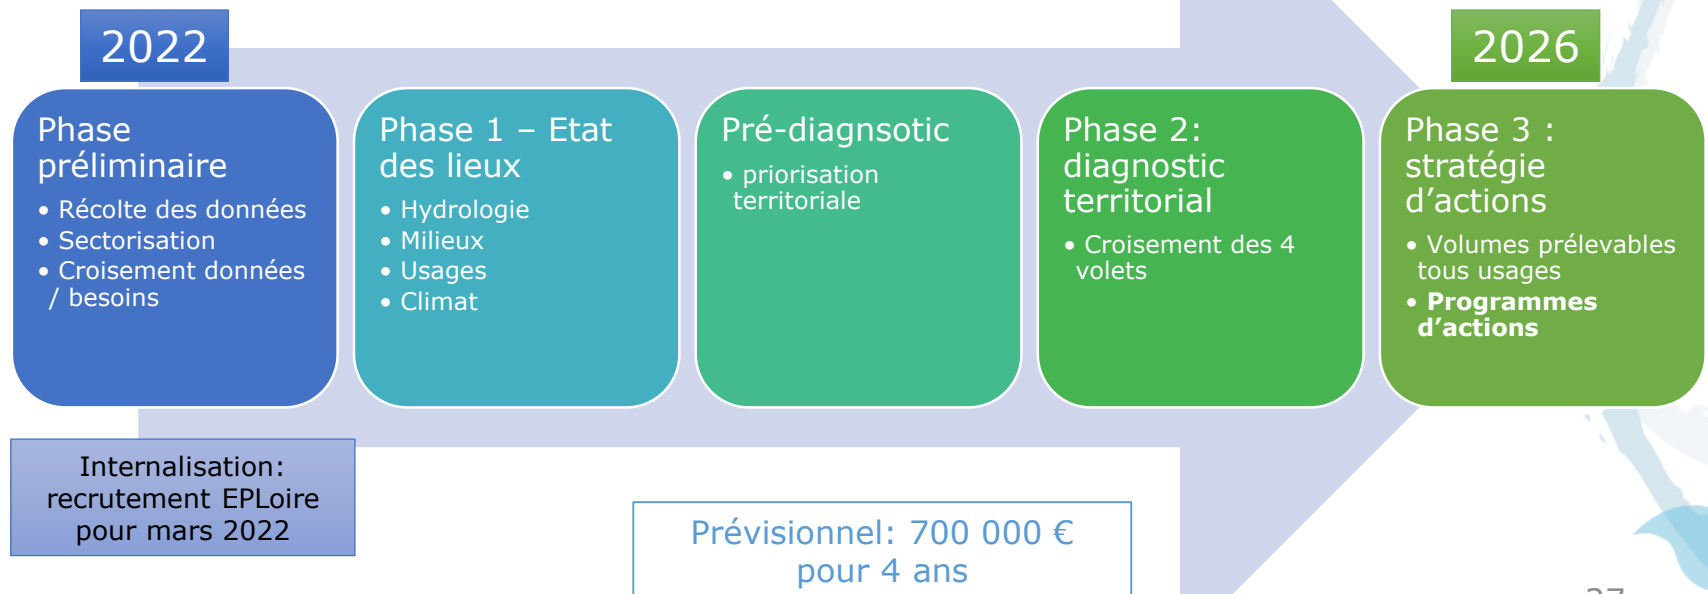 2022
2026
Phase
préliminaire
• Récolte des données
• Sectorisation
• Croisement données
/ besoins
Phase 1 – Etat
des lieux
• Hydrologie
• Milieux
• Usages
• Climat
Pré-diagnsotic
• priorisation
territoriale
Phase 2:
diagnostic
territorial
• Croisement des 4
volets
Phase 3 :
stratégie
d’actions
• Volumes prélevables
tous usages
• Programmes
d’actions
Internalisation:
recrutement EPLoire
pour mars 2022
Prévisionnel: 700 000 €
pour 4 ans